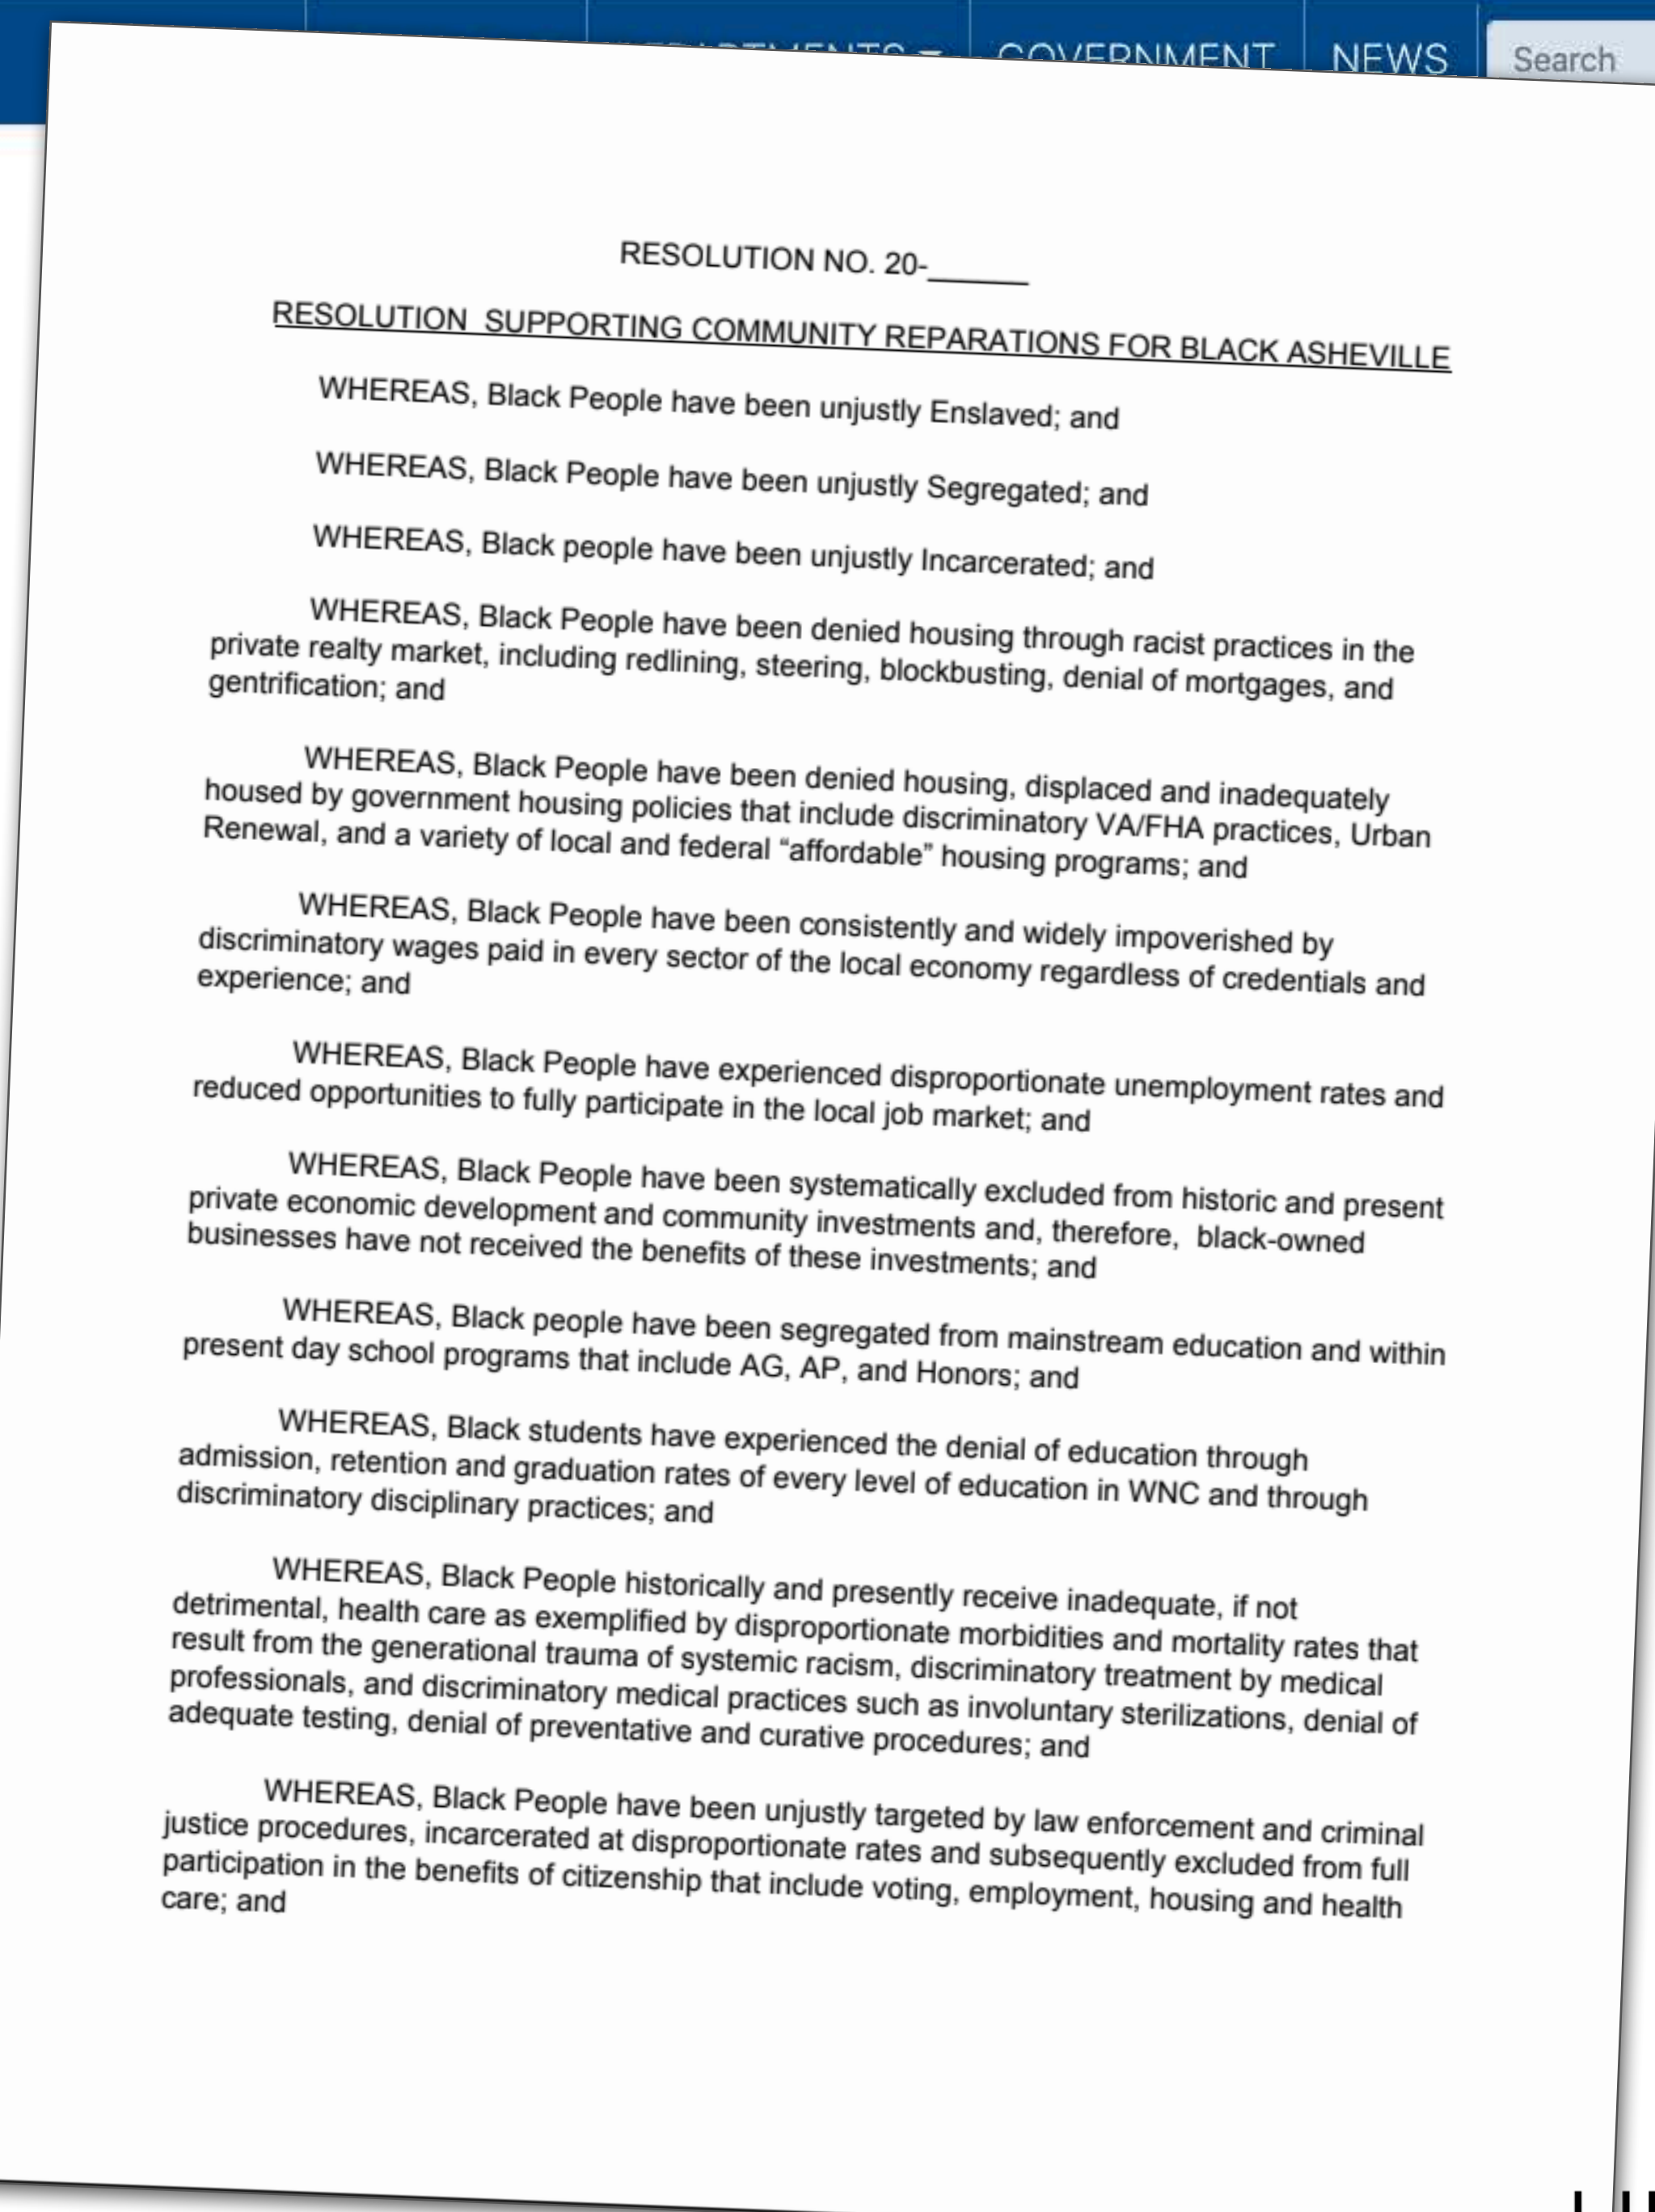 GOVERNMENT
NEWS
Search
RESOLUTION NO. 20-______
RESOLUTION  SUPPORTING COMMUNITY REPARATIONS FOR BLACK ASHEVILLE
WHEREAS, Black People have been unjustly Enslaved; and
WHEREAS, Black People have been unjustly Segregated; and
WHEREAS, Black people have been unjustly Incarcerated; and
WHEREAS, Black People have been denied housing through racist practices in the
private realty market, including redlining, steering, blockbusting, denial of mortgages, and
gentrification; and
WHEREAS, Black People have been denied housing, displaced and inadequately
housed by government housing policies that include discriminatory VA/FHA practices, Urban
Renewal, and a variety of local and federal “affordable” housing programs; and
WHEREAS, Black People have been consistently and widely impoverished by
discriminatory wages paid in every sector of the local economy regardless of credentials and
experience; and
WHEREAS, Black People have experienced disproportionate unemployment rates and
reduced opportunities to fully participate in the local job market; and
WHEREAS, Black People have been systematically excluded from historic and present
private economic development and community investments and, therefore,  black-owned
businesses have not received the benefits of these investments; and
WHEREAS, Black people have been segregated from mainstream education and within
present day school programs that include AG, AP, and Honors; and
WHEREAS, Black students have experienced the denial of education through
admission, retention and graduation rates of every level of education in WNC and through
discriminatory disciplinary practices; and
WHEREAS, Black People historically and presently receive inadequate, if not
detrimental, health care as exemplified by disproportionate morbidities and mortality rates that
result from the generational trauma of systemic racism, discriminatory treatment by medical
professionals, and discriminatory medical practices such as involuntary sterilizations, denial of
adequate testing, denial of preventative and curative procedures; and
WHEREAS, Black People have been unjustly targeted by law enforcement and criminal
justice procedures, incarcerated at disproportionate rates and subsequently excluded from full
participation in the benefits of citizenship that include voting, employment, housing and health
care; and